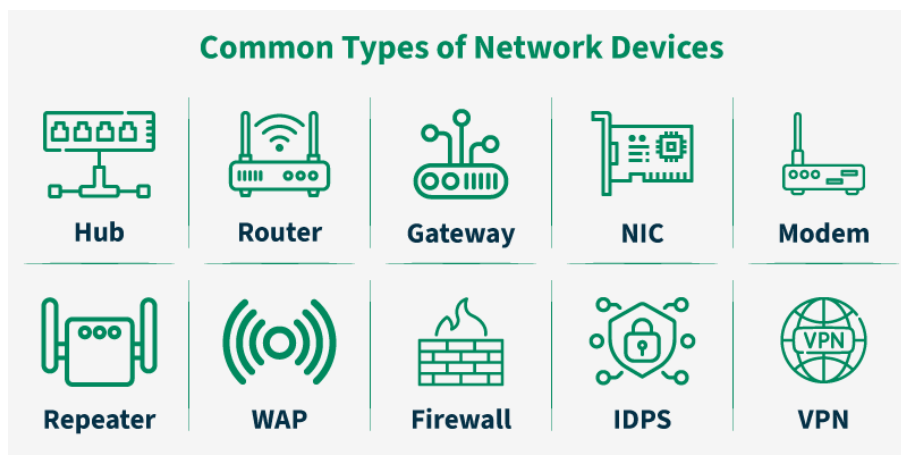 Common Types of Network Devices
Hub
Router
Gateway
NIC
Modem
Repeater
WAP
Firewall
IDPS
VPN
VPN